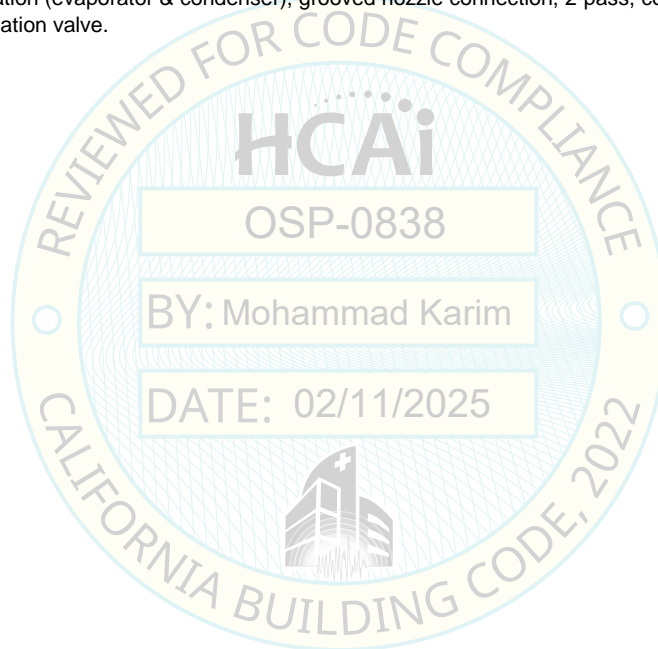 ation (evaporator & condenser), grooved nozzle connection, 2 pass, co
ation valve.
REVIEWED FOR CODE COMPLIANCE
HCAi
OSP-0838
BY: Mohammad Karim
DATE: 02/11/2025
CALIFORNIA BUILDING CODE, 2022